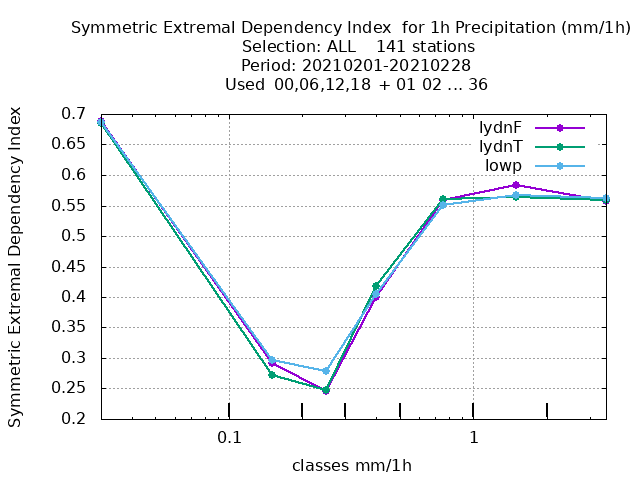 Symmetric Extremal Dependency Index  for 1h Precipitation (mm/1h)
Selection: ALL    141 stations
Period: 20210201-20210228
Used  00,06,12,18  + 01 02 ... 36
Symmetric Extremal Dependency Index
0.7
0.65
0.6
0.55
0.5
0.45
0.4
0.35
0.3
0.25
0.2
lydnF
lydnT
lowp
0.1
1
classes mm/1h